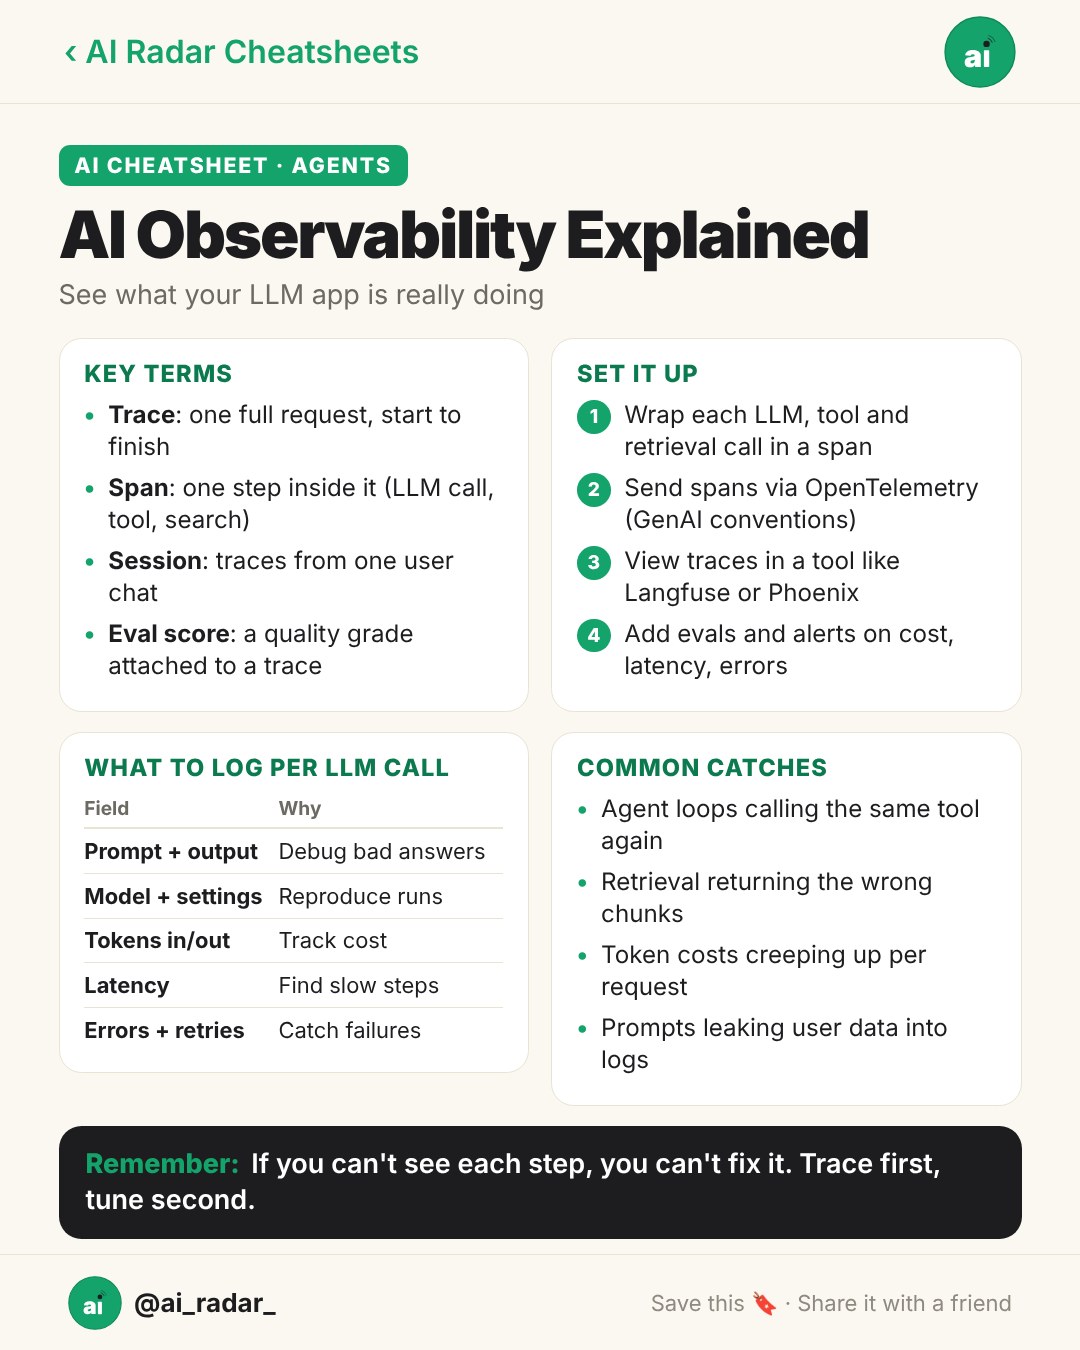 ‹ AI Radar Cheatsheets
ai
AI CHEATSHEET · AGENTS
AI Observability Explained
See what your LLM app is really doing
KEY TERMS
• Trace: one full request, start to
finish
• Span: one step inside it (LLM call,
tool, search)
• Session: traces from one user
chat
• Eval score: a quality grade
attached to a trace
SET IT UP
1 Wrap each LLM, tool and
retrieval call in a span
2 Send spans via OpenTelemetry
(GenAI conventions)
3 View traces in a tool like
Langfuse or Phoenix
4 Add evals and alerts on cost,
latency, errors
WHAT TO LOG PER LLM CALL
Field Why
Prompt + output Debug bad answers
Model + settings Reproduce runs
Tokens in/out Track cost
Latency Find slow steps
Errors + retries Catch failures
COMMON CATCHES
• Agent loops calling the same tool
again
• Retrieval returning the wrong
chunks
• Token costs creeping up per
request
• Prompts leaking user data into
logs
Remember: If you can't see each step, you can't fix it. Trace first,
tune second.
ai
@ai_radar_
Save this 🔖 · Share it with a friend